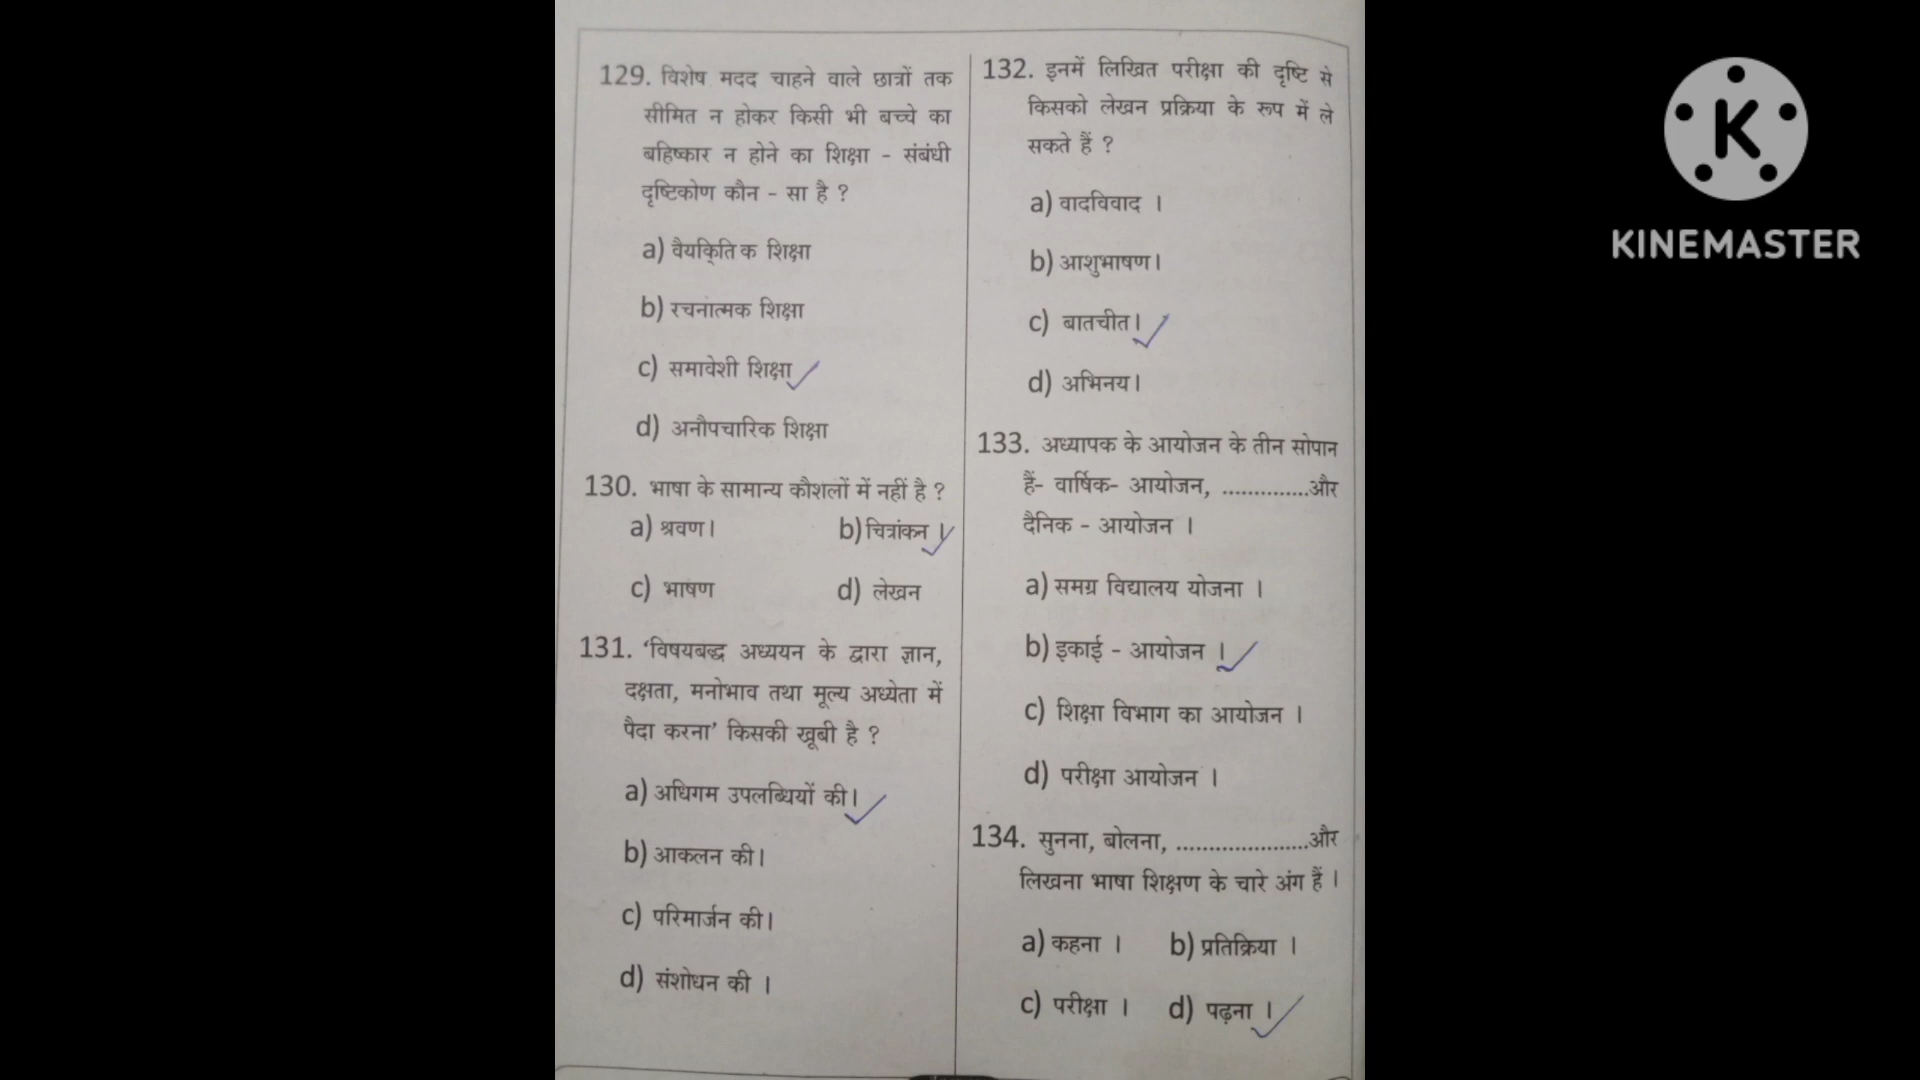 129. विशेष मदद चाहने वाले छात्रों तक
सीमित न होकर किसी भी बच्चे का
बहिष्कार न होने का शिक्षा - संबंधी
दृष्टिकोण कौन - सा है ?
a) वैयक्ति क शिक्षा
b) रचनात्मक शिक्षा
c) समावेशी शिक्षा
d) अनौपचारिक शिक्षा
130. भाषा के सामान्य कौशलों में नहीं है ?
a) श्रवण। b) चित्रांकन ।
c) भाषण d) लेखन
131. ‘विषयबद्ध अध्ययन के द्वारा ज्ञान,
दक्षता, मनोभाव तथा मूल्य अध्येता में
पैदा करना’ किसकी खूबी है ?
a) अधिगम उपलब्धियों की।
b) आकलन की।
c) परिमार्जन की।
d) संशोधन की ।
132. इनमें लिखित परीक्षा की दृष्टि से
किसको लेखन प्रक्रिया के रूप में ले
सकते हैं ?
a) वादविवाद ।
b) आशुभाषण।
c) बातचीत।
d) अभिनय।
133. अध्यापक के आयोजन के तीन सोपान
हैं- वार्षिक- आयोजन, ..............और
दैनिक - आयोजन ।
a) समग्र विद्यालय योजना ।
b) इकाई - आयोजन ।
c) शिक्षा विभाग का आयोजन ।
d) परीक्षा आयोजन ।
134. सुनना, बोलना, .....................और
लिखना भाषा शिक्षण के चारे अंग हैं ।
a) कहना । b) प्रतिक्रिया ।
c) परीक्षा । d) पढ़ना ।
K
KINEMASTER